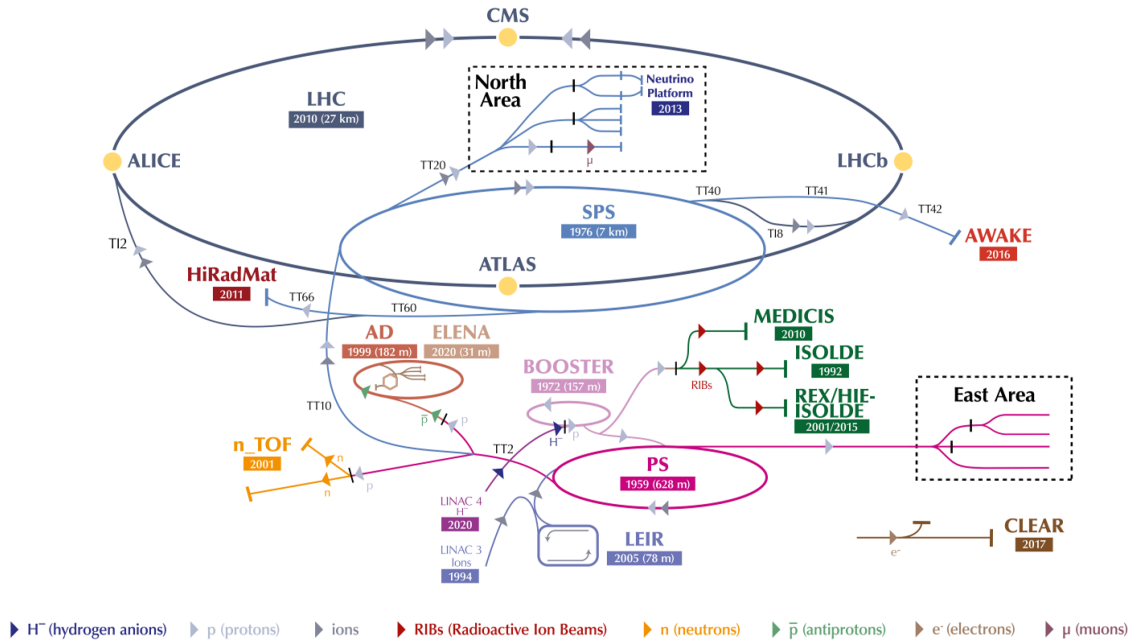 CMS
North
Area
Neutrino
Platform
2013
LHC
2010 (27 km)
μ
ALICE
LHCb
TT20
TT40
TT41
TT42
SPS
1976 (7 km)
TI8
TI2
AWAKE
2016
ATLAS
HiRadMat
2011
TT66
TT60
MEDICIS
2010
AD
1999 (182 m)
ELENA
2020 (31 m)
BOOSTER
1972 (157 m)
ISOLDE
1992
RIBs
REX/HIE-
ISOLDE
2001/2015
East Area
TT10
p̅
p
H⁻
p
n_TOF
2001
n
n
p
TT2
PS
1959 (628 m)
LINAC 4
H⁻
2020
LINAC 3
Ions
1994
LEIR
2005 (78 m)
CLEAR
2017
e⁻
H⁻ (hydrogen anions)
p (protons)
ions
RIBs (Radioactive Ion Beams)
n (neutrons)
p̅ (antiprotons)
e⁻ (electrons)
μ (muons)